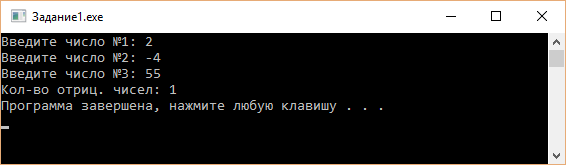 Задание1.exe
Введите число №1: 2
Введите число №2: -4
Введите число №3: 55
Кол-во отриц. чисел: 1
Программа завершена, нажмите любую клавишу . . .